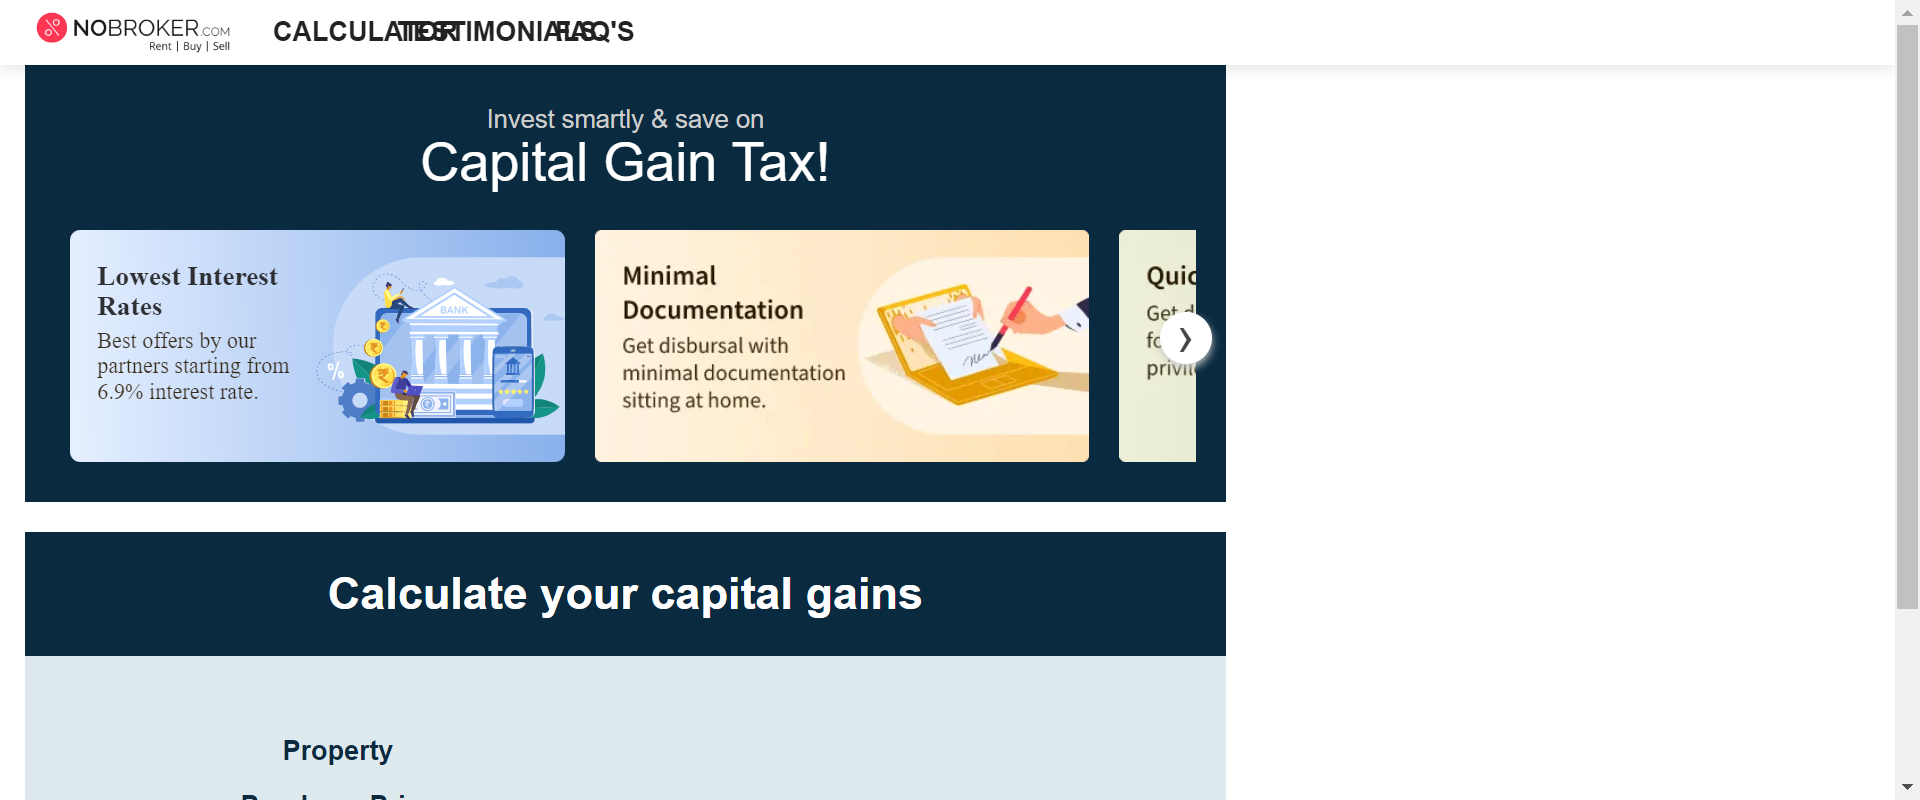 NOBROKER.COM
Rent | Buy | Sell
CALCULATOR
TESTIMONIALS
FAQ'S
Invest smartly & save on
Capital Gain Tax!
Lowest Interest
Rates
Best offers by our
partners starting from
6.9% interest rate.
BANK
%
Minimal
Documentation
Get disbursal with
minimal documentation
sitting at home.
Quic
Get d
fo
privil
Calculate your capital gains
Property